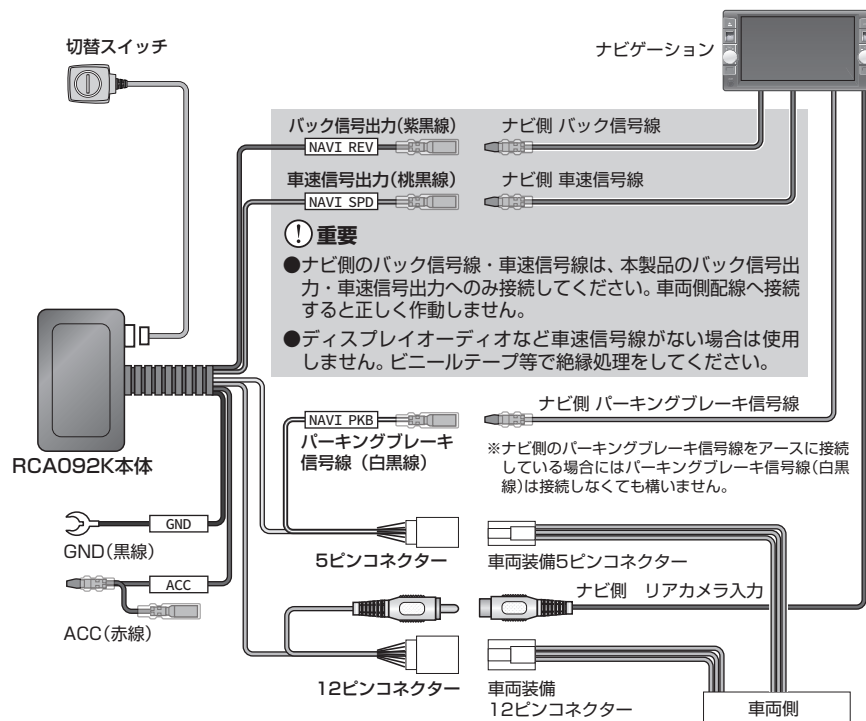 切替スイッチ
ナビゲーション
バック信号出力(紫黒線)
ナビ側 バック信号線
NAVI REV
車速信号出力(桃黒線)
ナビ側 車速信号線
NAVI SPD
重要
●ナビ側のバック信号線・車速信号線は、本製品のバック信号出
力・車速信号出力へのみ接続してください。車両側配線へ接続
すると正しく作動しません。
●ディスプレイオーディオなど車速信号線がない場合は使用
しません。ビニールテープ等で絶縁処理をしてください。
RCA092K本体
NAVI PKB
パーキングブレーキ
信号線（白黒線）
ナビ側 パーキングブレーキ信号線
※ナビ側のパーキングブレーキ信号線をアースに接続
している場合にはパーキングブレーキ信号線(白黒
線)は接続しなくても構いません。
GND
GND(黒線)
ACC
ACC(赤線)
5ピンコネクター
車両装備5ピンコネクター
ナビ側　リアカメラ入力
12ピンコネクター
車両装備
12ピンコネクター
車両側